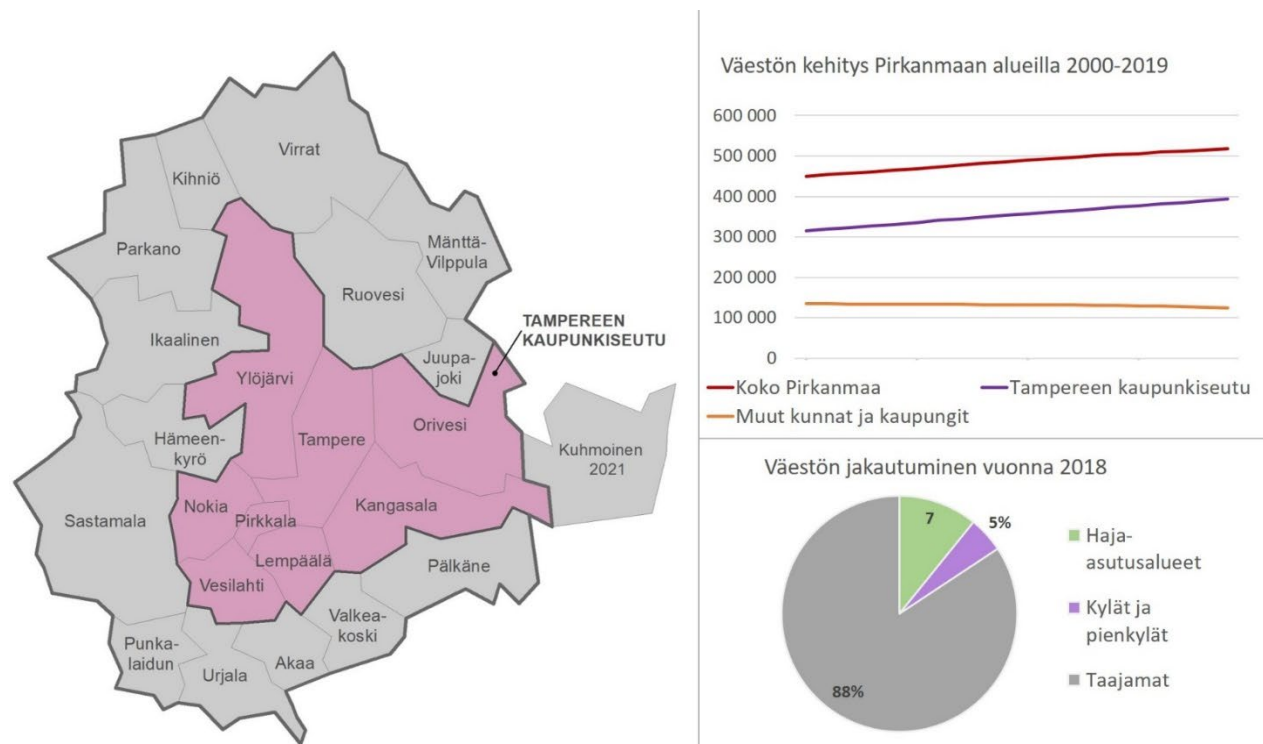 Virrat
Kihniö
Parkano
Mänttä-
Vilppula
Ruovesi
Ikaalinen
TAMPEREEN
KAUPUNKISEUTU
Juupa-
joki
Ylöjärvi
Hämeen-
kyrö
Tampere
Orivesi
Kuhmoinen
2021
Sastamala
Nokia
Pirkkala
Kangasala
Lempäälä
Vesilahti
Pälkäne
Valkea-
koski
Punka-
laidun
Urjala
Akaa
Väestön kehitys Pirkanmaan alueilla 2000-2019
600 000
500 000
400 000
300 000
200 000
100 000
0
Koko Pirkanmaa
Tampereen kaupunkiseutu
Muut kunnat ja kaupungit
Väestön jakautuminen vuonna 2018
7
5%
88%
Haja-
asutusalueet
Kylät ja
pienkylät
Taajamat